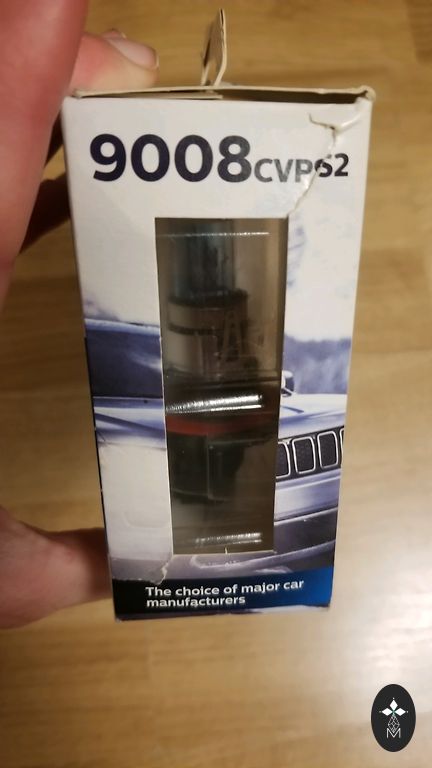 9008CVPS2
The choice of major car
manufacturers
M